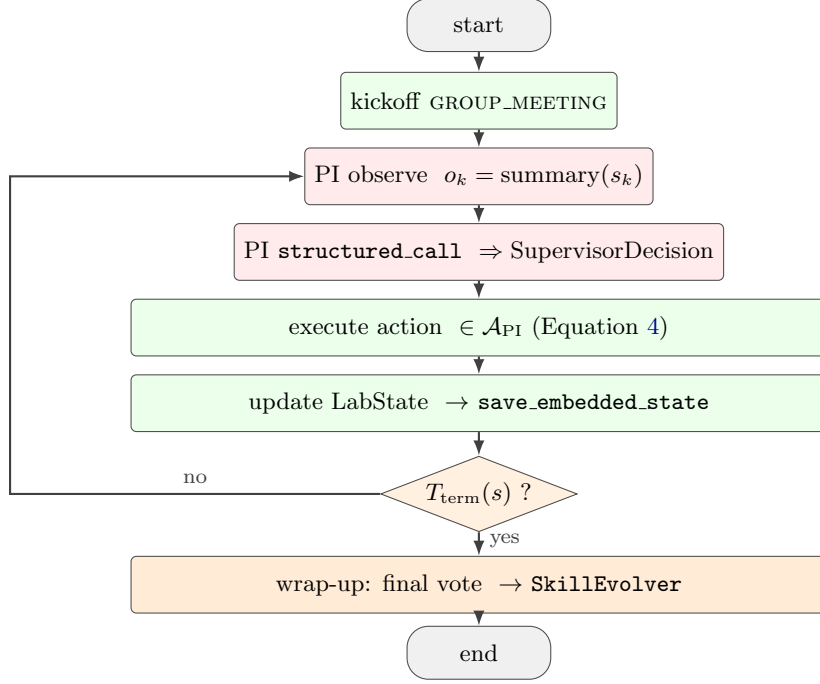 start
kickoff GROUP_MEETING
PI observe o_k = summary(s_k)
PI structured_call ⇒ SupervisorDecision
execute action ∈ 𝒜_PI (Equation 4)
update LabState → save_embedded_state
T_term(s) ?
no
yes
wrap-up: final vote → SkillEvolver
end